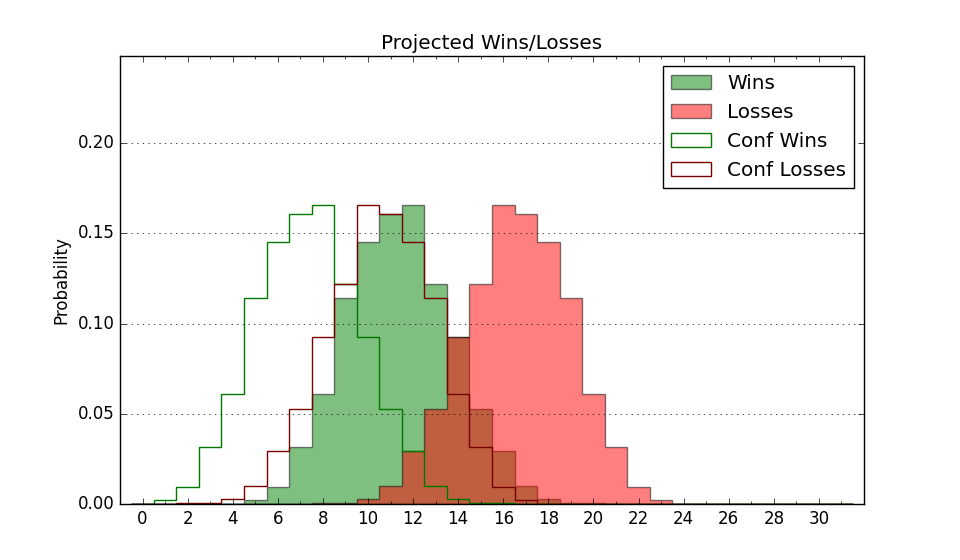 Projected Wins/Losses
Wins
Losses
Conf Wins
Conf Losses
Probability
0.20
0.15
0.10
0.05
0.00
0 2 4 6 8 10 12 14 16 18 20 22 24 26 28 30